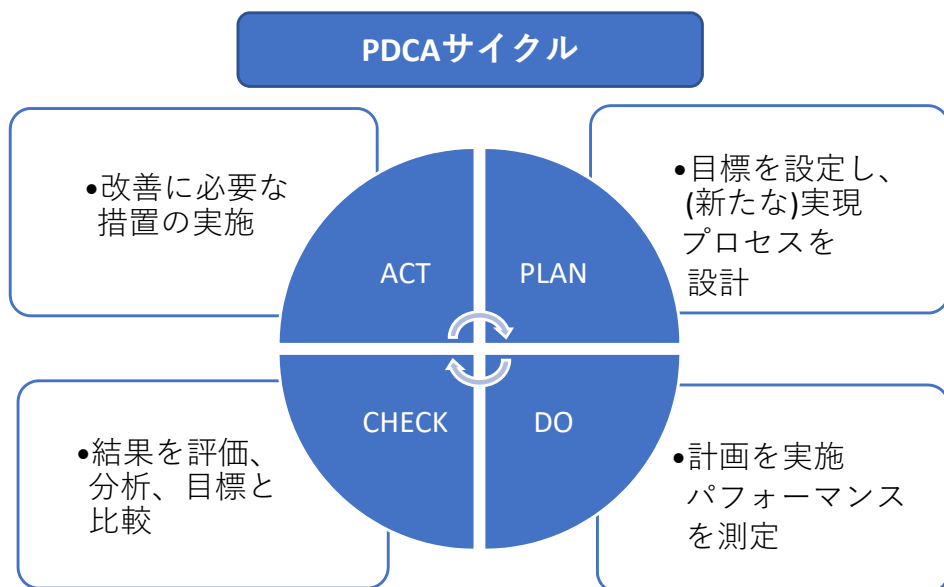 PDCAサイクル
•改善に必要な
措置の実施
•目標を設定し、
(新たな)実現
プロセスを
設計
ACT
PLAN
CHECK
DO
•結果を評価、
分析、目標と
比較
•計画を実施
パフォーマンス
を測定